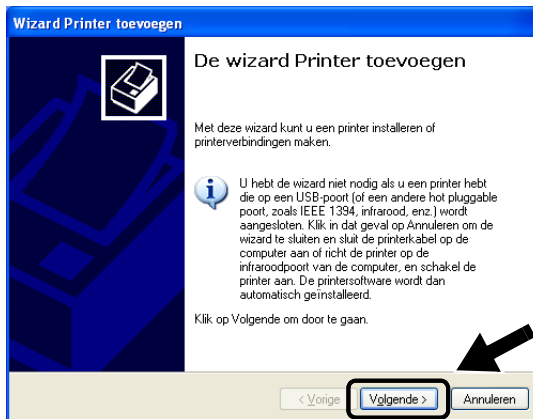 Wizard Printer toevoegen
De wizard Printer toevoegen
Met deze wizard kunt u een printer installeren of
printerverbindingen maken.
U hebt de wizard niet nodig als u een printer hebt
die op een USB-poort (of een andere hot pluggable
poort, zoals IEEE 1394, infrarood, enz.) wordt
aangesloten. Klik in dat geval op Annuleren om de
wizard te sluiten en sluit de printerkabel op de
computer aan of richt de printer op de
infraroodpoort van de computer, en schakel de
printer aan. De printersoftware wordt dan
automatisch geïnstalleerd.
Klik op Volgende om door te gaan.
< Vorige Volgende > Annuleren